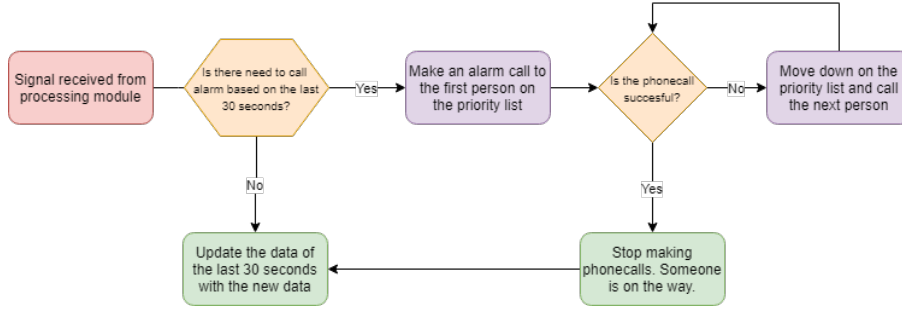 Signal received from
processing module
Is there need to call
alarm based on the last
30 seconds?
Yes
Make an alarm call to
the first person on
the priority list
Is the phonecall
succesful?
No
Move down on the
priority list and call
the next person
No
Yes
Update the data of
the last 30 seconds
with the new data
Stop making
phonecalls. Someone
is on the way.